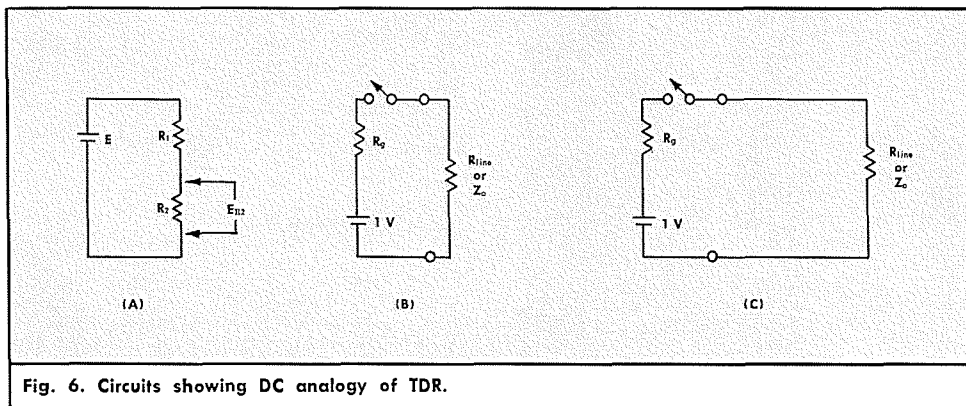 E
R₁
R₂
E_R2
(A)
Rg
1 V
Rline
or
Zo
(B)
Rg
1 V
Rline
or
Zo
(C)
Fig. 6. Circuits showing DC analogy of TDR.